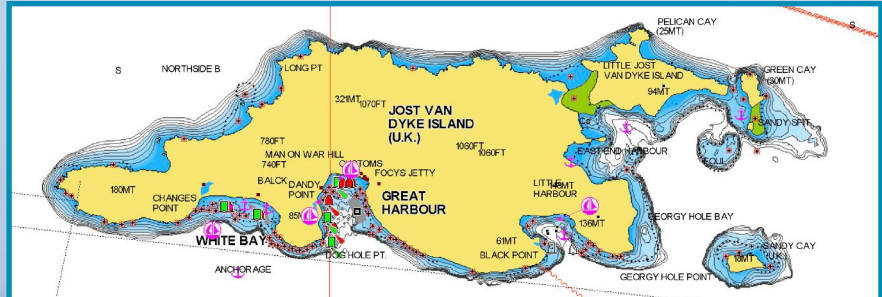 PELICAN CAY
(25MT)
S
S
NORTHSIDE B
LONG PT
LITTLE JOST
VAN DYKE ISLAND
94MT
GREEN CAY
(30MT)
321MT
1070FT
JOST VAN
DYKE ISLAND
(U.K.)
SANDY SPIT
780FT
1060FT
1060FT
EAST END HARBOUR
MAN ON WAR HILL
740FT
CUSTOMS
FOUL
FOCYS JETTY
BALCK
180MT
DANDY
POINT
LITTLE
HARBOUR
CHANGES
POINT
GREAT
HARBOUR
136MT
GEORGY HOLE BAY
WHITE BAY
61MT
BLACK POINT
SANDY CAY
(U.K.)
DOG HOLE PT.
18MT
ANCHORAGE
GEORGY HOLE POINT